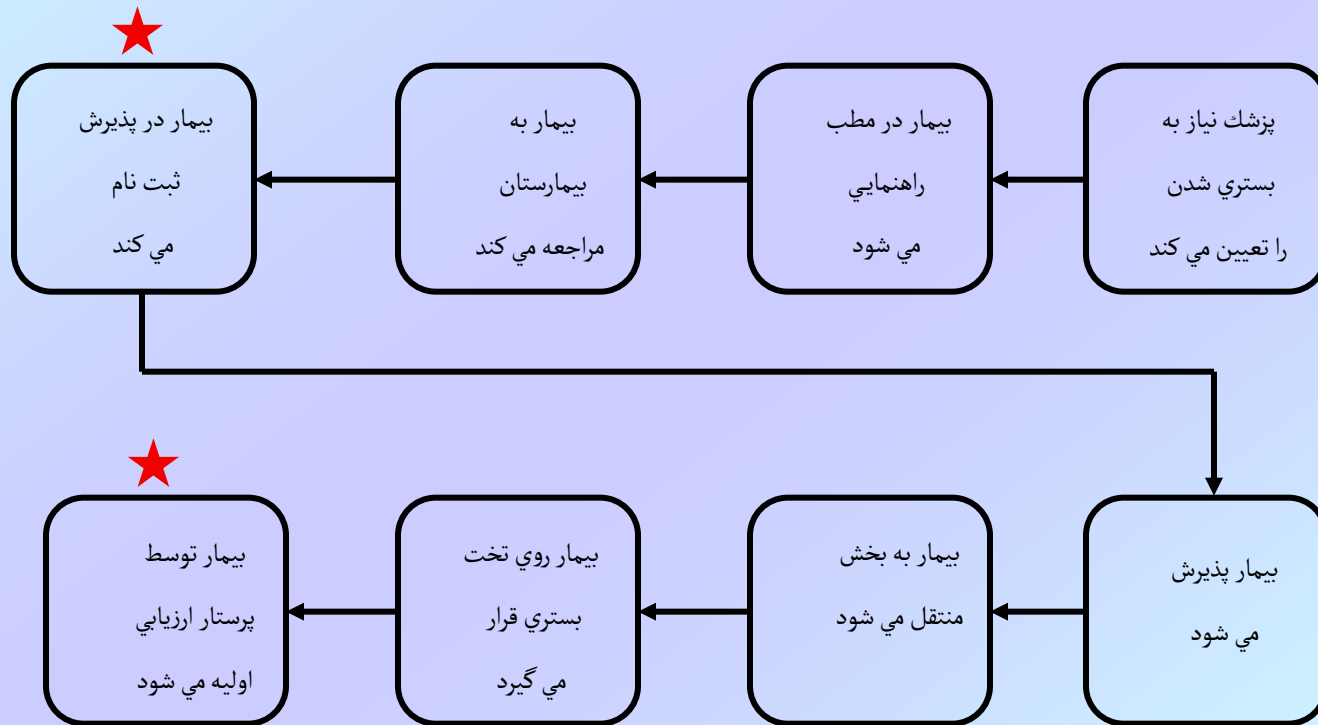 پزشك نياز به
بستري شدن
را تعيين مي كند
بيمار در مطب
راهنمايي
مي شود
بيمار به
بيمارستان
مراجعه مي كند
بيمار در پذيرش
ثبت نام
مي كند
بيمار پذيرش
مي شود
بيمار به بخش
منتقل مي شود
بيمار روي تخت
بستري قرار
مي گيرد
بيمار توسط
پرستار ارزيابي
اوليه مي شود